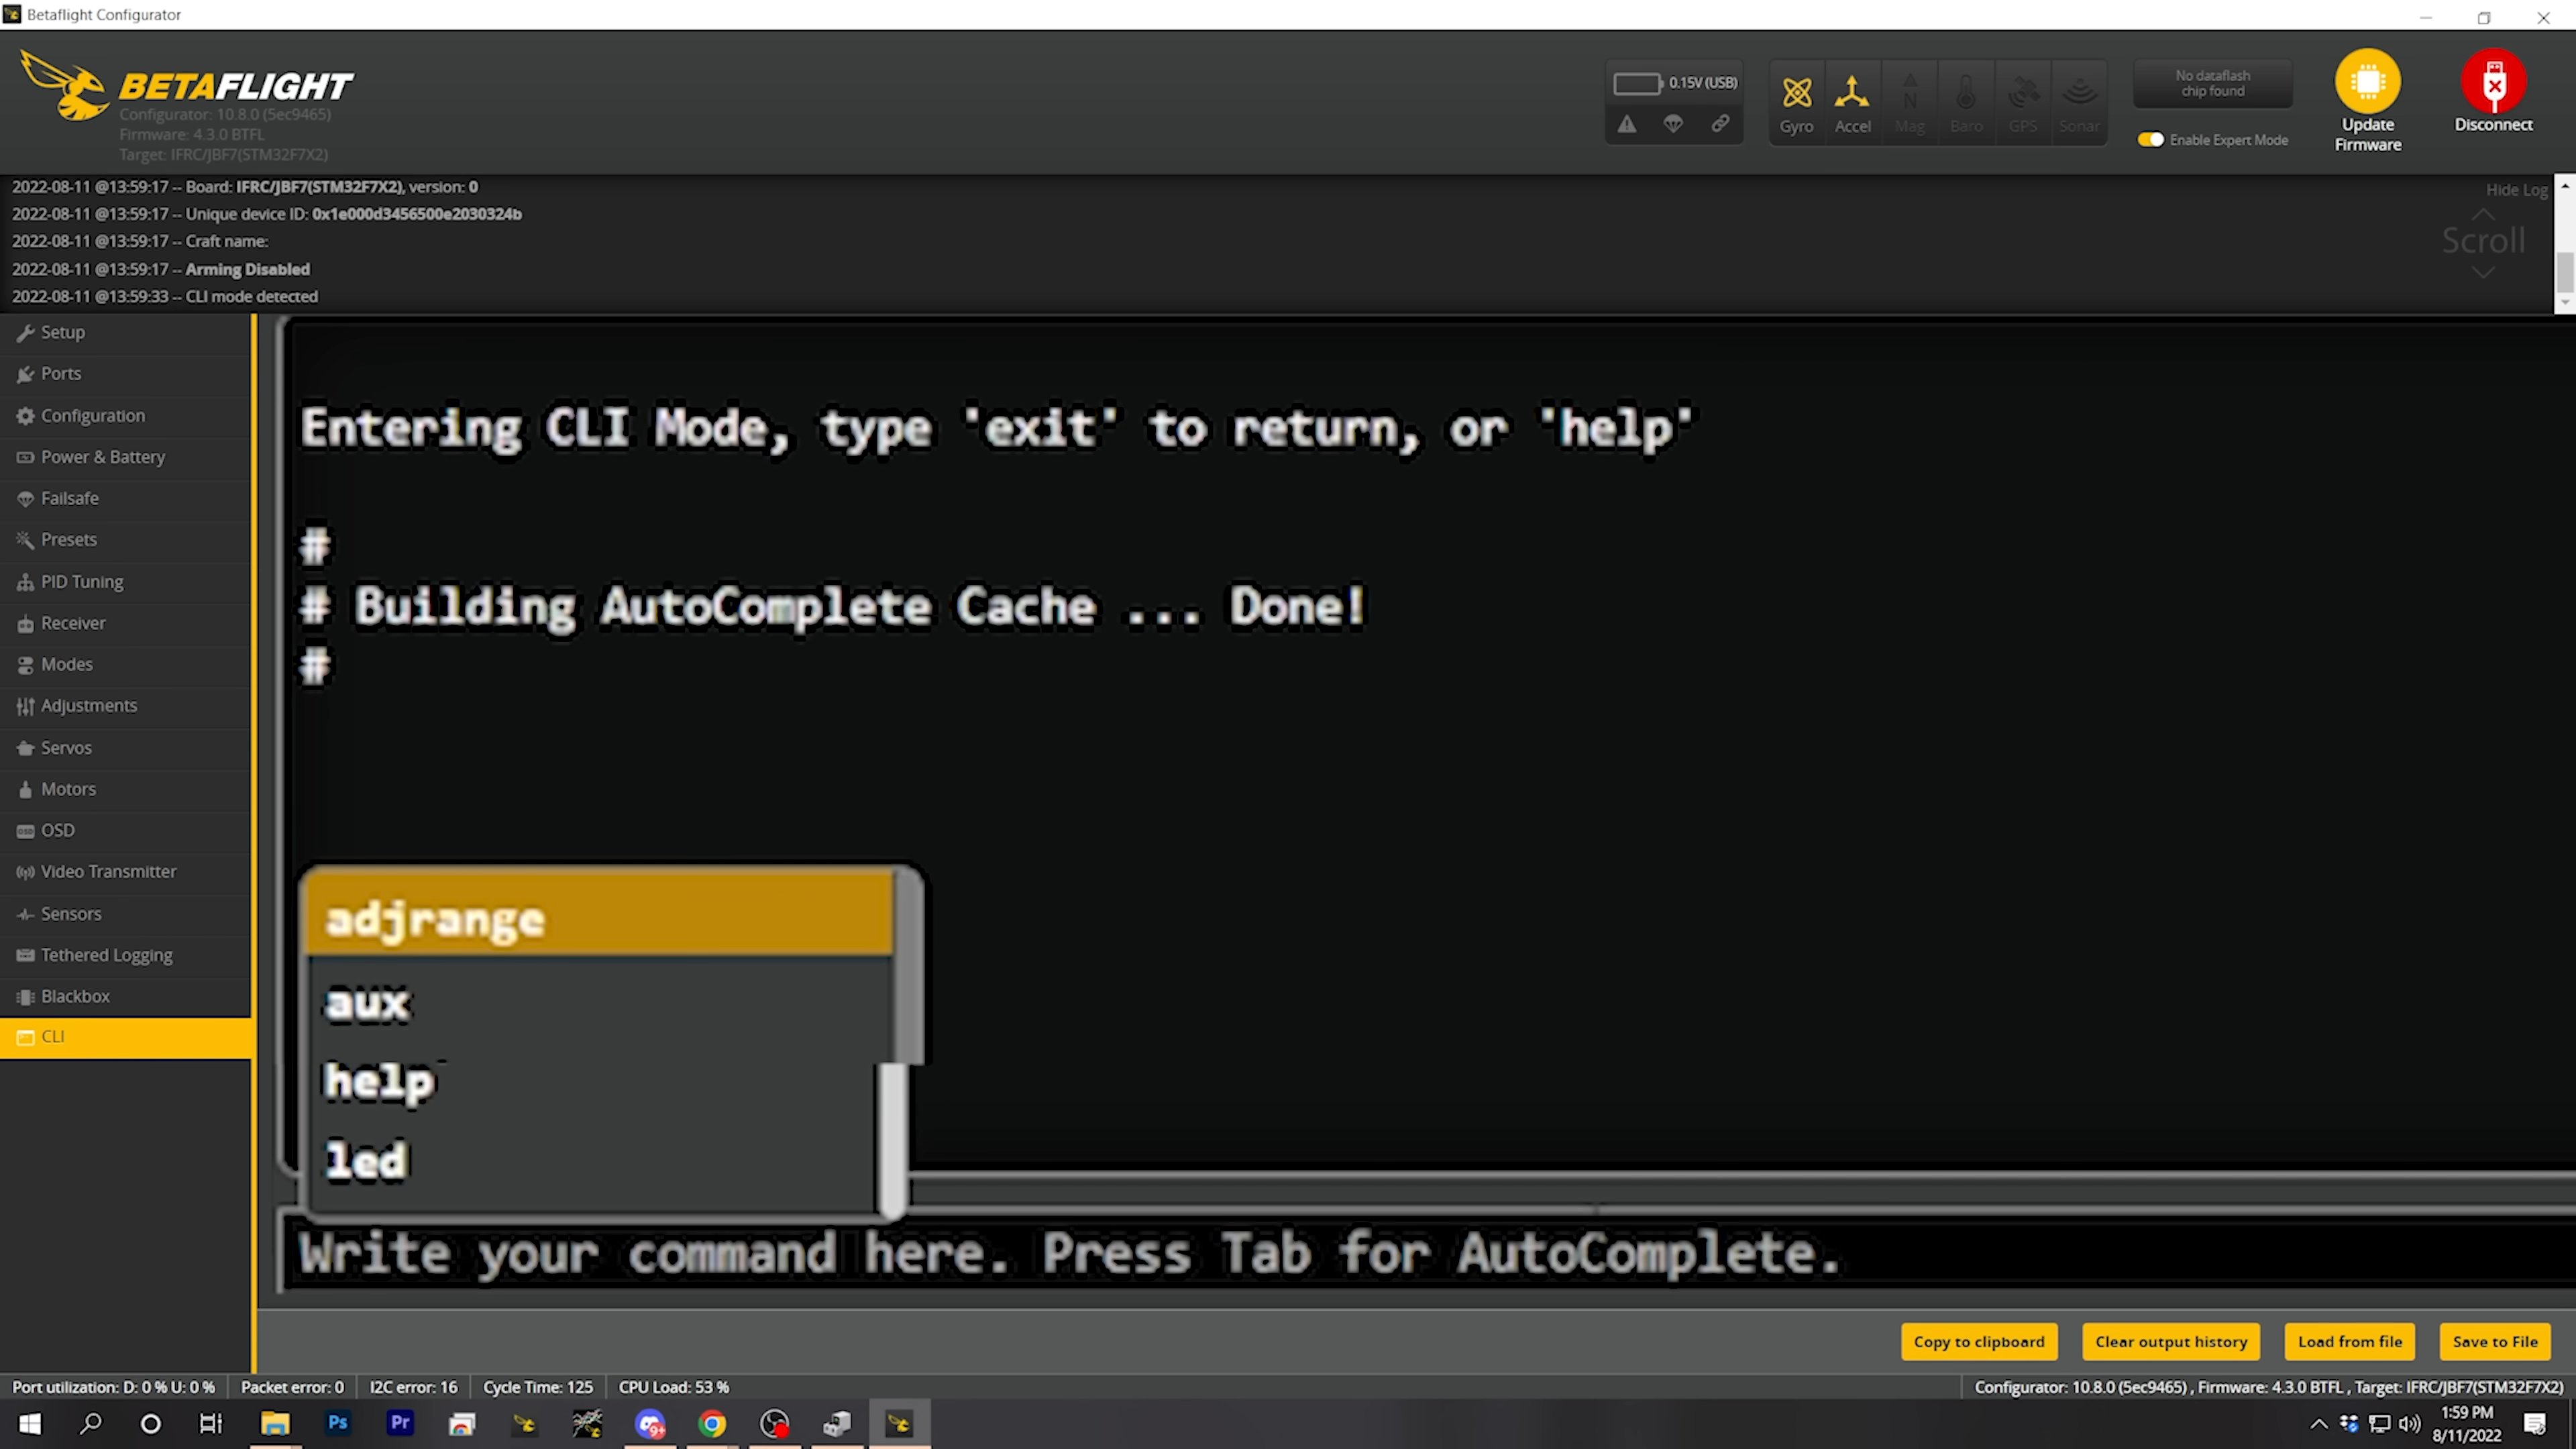 Betaflight Configurator
BETAFLIGHT
Configurator: 10.8.0 (5ec9465)
Firmware: 4.3.0 BTFL
Target: IFRC/JBF7(STM32F7X2)
0.15V (USB)
Gyro Accel Mag Baro GPS Sonar
No dataflash
chip found
Enable Expert Mode
Update
Firmware
Disconnect
2022-08-11 @13:59:17 -- Board: IFRC/JBF7(STM32F7X2), version: 0
2022-08-11 @13:59:17 -- Unique device ID: 0x1e000d3456500e2030324b
2022-08-11 @13:59:17 -- Craft name:
2022-08-11 @13:59:17 -- Arming Disabled
2022-08-11 @13:59:33 -- CLI mode detected
Hide Log
Scroll
Setup
Ports
Configuration
Power & Battery
Failsafe
Presets
PID Tuning
Receiver
Modes
Adjustments
Servos
Motors
OSD
Video Transmitter
Sensors
Tethered Logging
Blackbox
CLI
Entering CLI Mode, type 'exit' to return, or 'help'
#
# Building AutoComplete Cache ... Done!
#
adjrange
aux
help
led
Write your command here. Press Tab for AutoComplete.
Copy to clipboard
Clear output history
Load from file
Save to File
Port utilization: D: 0 % U: 0 % Packet error: 0 I2C error: 16 Cycle Time: 125 CPU Load: 53 %
Configurator: 10.8.0 (5ec9465) , Firmware: 4.3.0 BTFL , Target: IFRC/JBF7(STM32F7X2)
Ps
Pr
9+
1:59 PM
8/11/2022